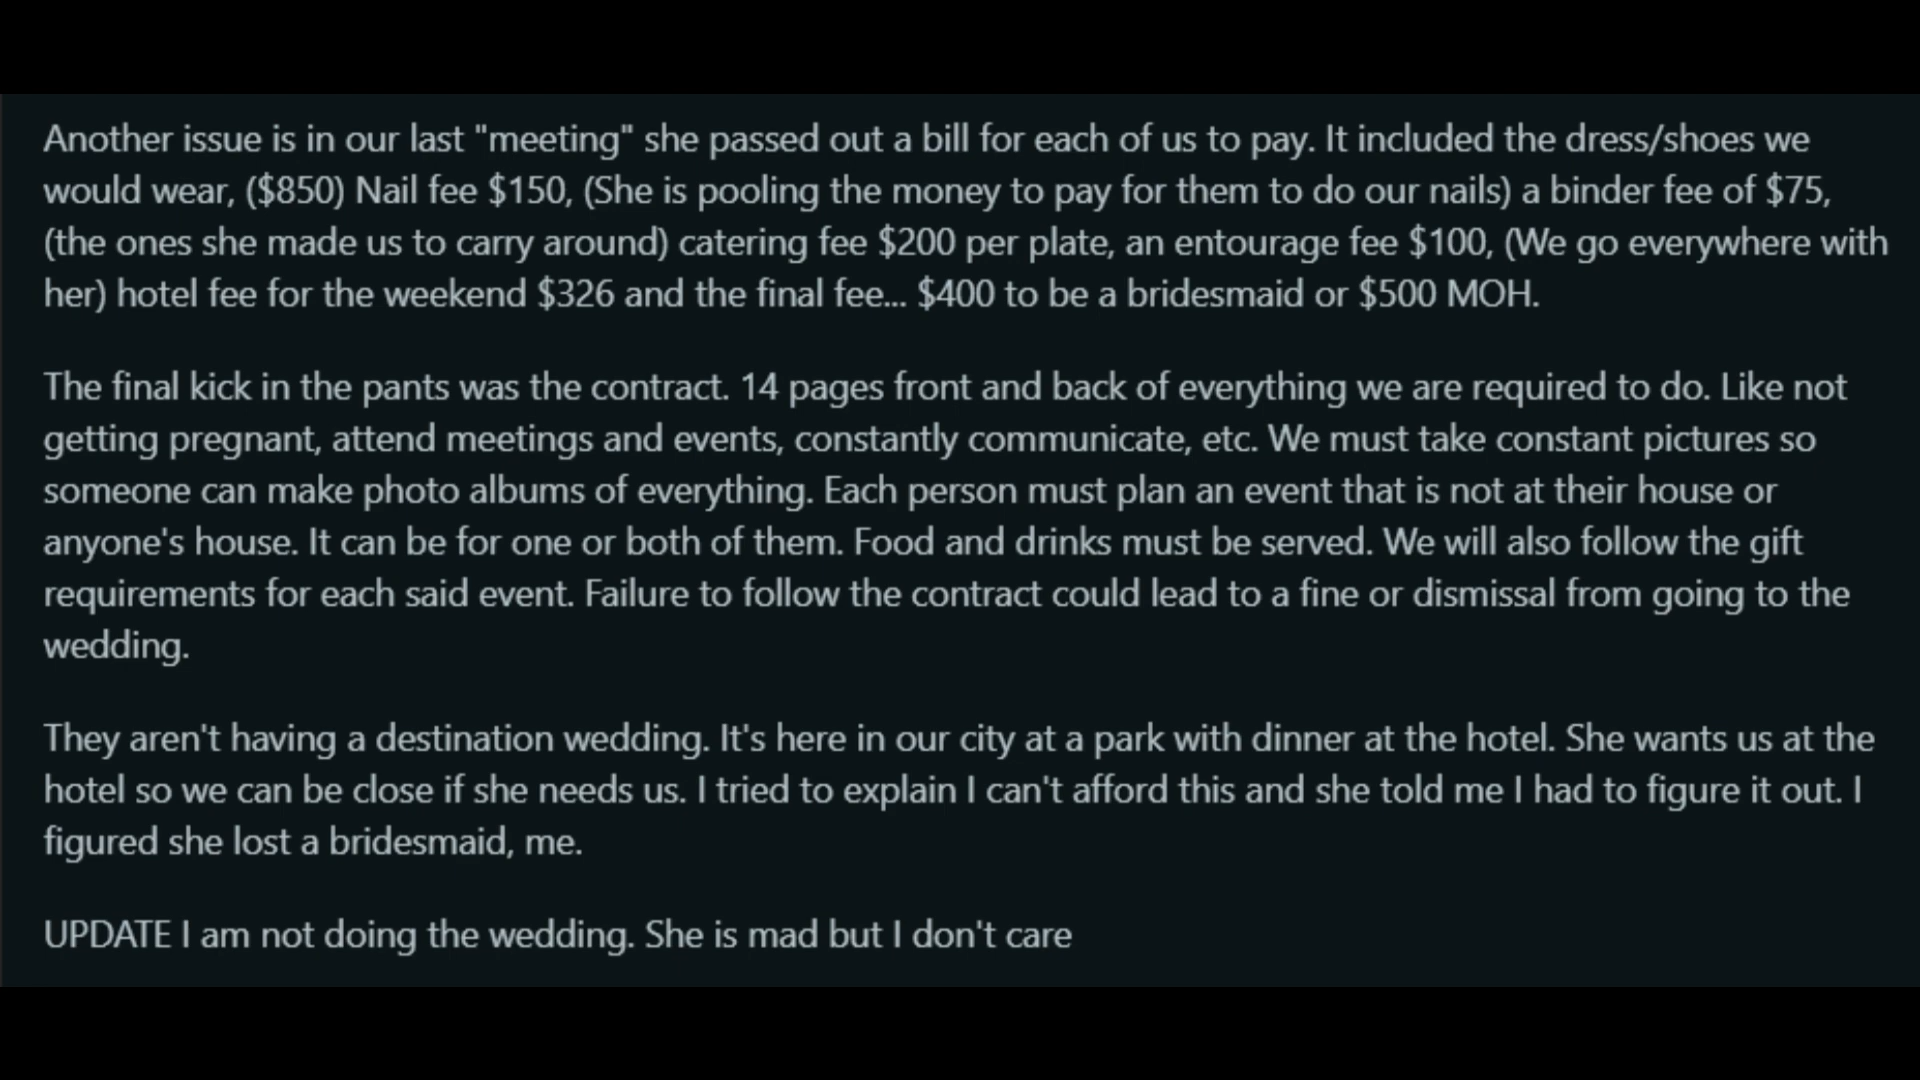 Another issue is in our last "meeting" she passed out a bill for each of us to pay. It included the dress/shoes we
would wear, ($850) Nail fee $150, (She is pooling the money to pay for them to do our nails) a binder fee of $75,
(the ones she made us to carry around) catering fee $200 per plate, an entourage fee $100, (We go everywhere with
her) hotel fee for the weekend $326 and the final fee... $400 to be a bridesmaid or $500 MOH.
The final kick in the pants was the contract. 14 pages front and back of everything we are required to do. Like not
getting pregnant, attend meetings and events, constantly communicate, etc. We must take constant pictures so
someone can make photo albums of everything. Each person must plan an event that is not at their house or
anyone's house. It can be for one or both of them. Food and drinks must be served. We will also follow the gift
requirements for each said event. Failure to follow the contract could lead to a fine or dismissal from going to the
wedding.
They aren't having a destination wedding. It's here in our city at a park with dinner at the hotel. She wants us at the
hotel so we can be close if she needs us. I tried to explain I can't afford this and she told me I had to figure it out. I
figured she lost a bridesmaid, me.
UPDATE I am not doing the wedding. She is mad but I don't care